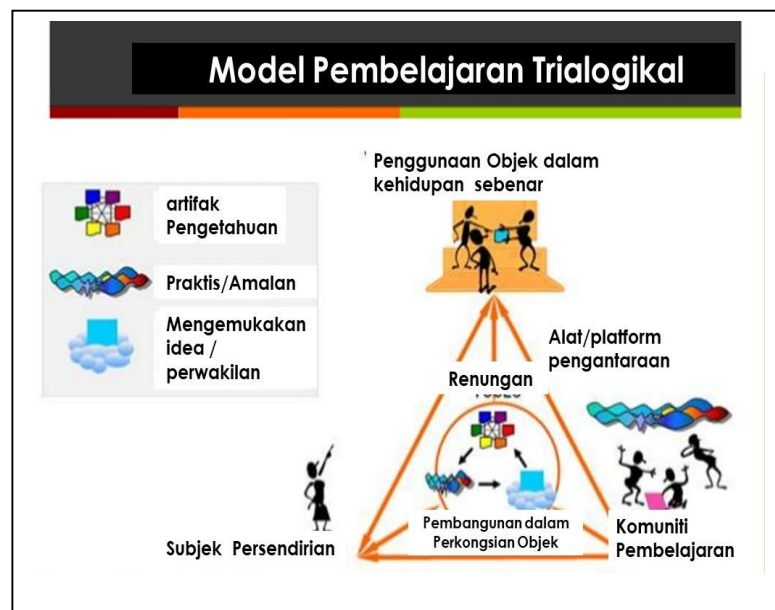 Model Pembelajaran Trialogikal
Penggunaan Objek dalam
kehidupan sebenar
artifak
Pengetahuan
Praktis/Amalan
Mengemukakan
idea /
perwakilan
Alat/platform
pengantaraan
Renungan
Pembangunan dalam
Perkongsian Objek
Subjek Persendirian
Komuniti
Pembelajaran